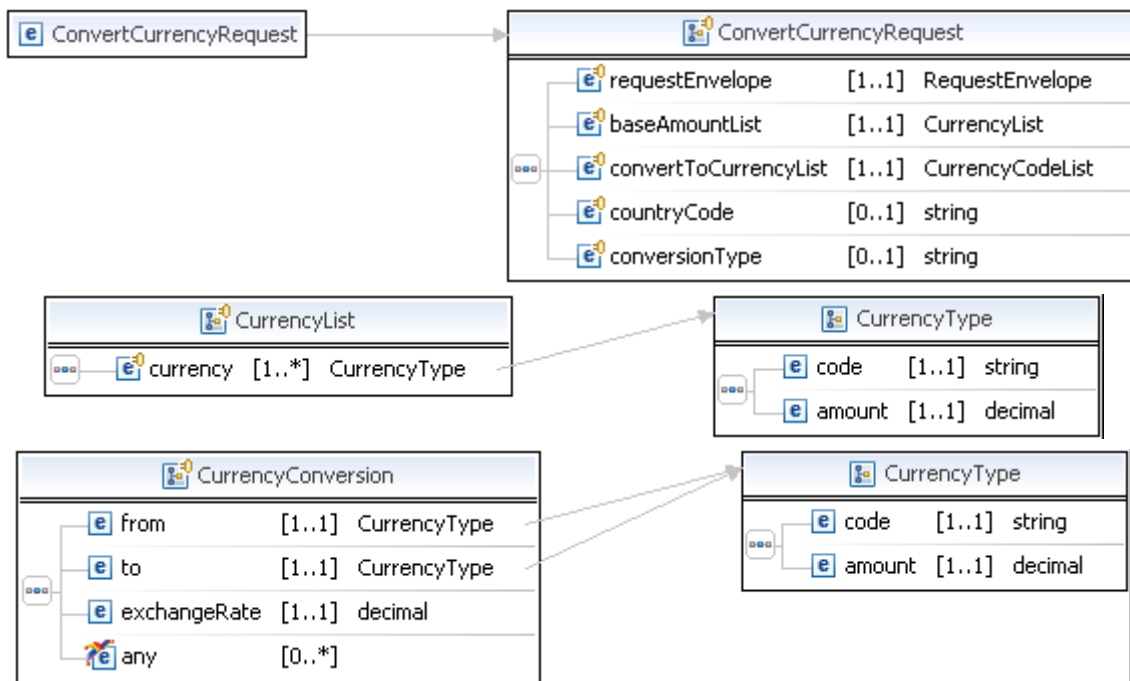 e ConvertCurrencyRequest
ConvertCurrencyRequest
e requestEnvelope [1..1] RequestEnvelope
e baseAmountList [1..1] CurrencyList
e convertToCurrencyList [1..1] CurrencyCodeList
e countryCode [0..1] string
e conversionType [0..1] string
CurrencyList
e currency [1..*] CurrencyType
CurrencyType
e code [1..1] string
e amount [1..1] decimal
CurrencyConversion
e from [1..1] CurrencyType
e to [1..1] CurrencyType
e exchangeRate [1..1] decimal
e any [0..*]
CurrencyType
e code [1..1] string
e amount [1..1] decimal